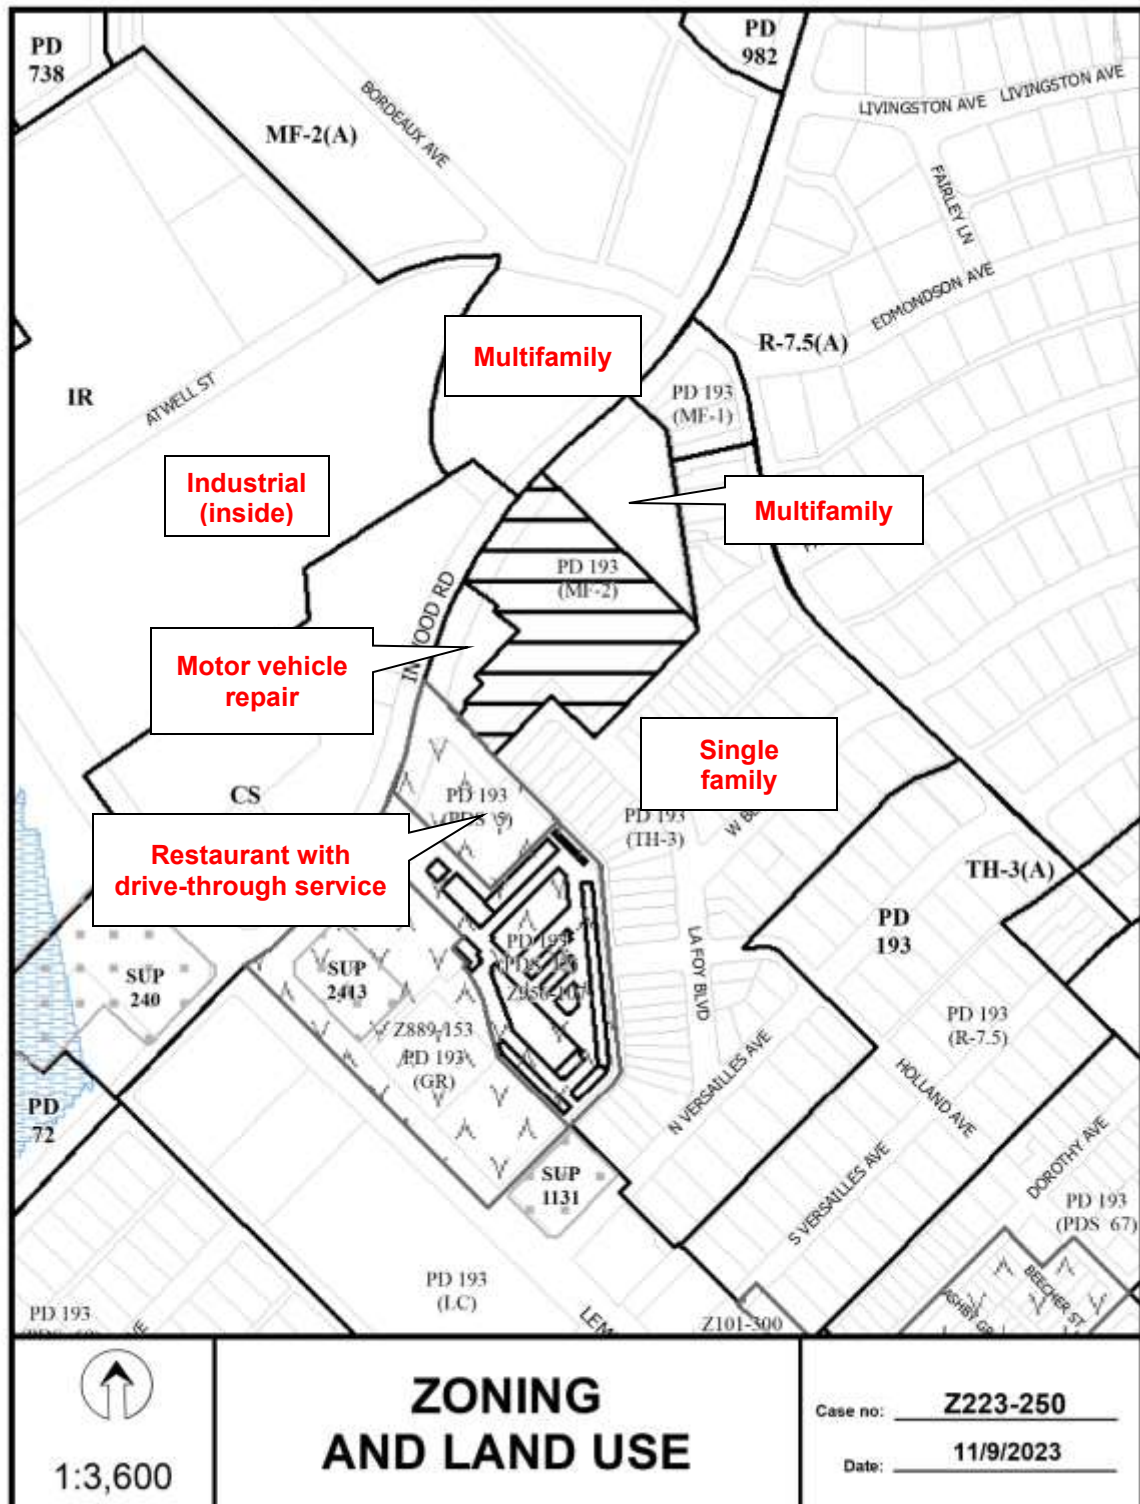 PD
738
PD
982
LIVINGSTON AVE
LIVINGSTON AVE
BORDEAUX AVE
MF-2(A)
FAIRLEY LN
EDMONDSON AVE
R-7.5(A)
Multifamily
PD 193
(MF-1)
IR
ATWELL ST
Industrial
(inside)
Multifamily
PD 193
(MF-2)
OOD RD
Motor vehicle
repair
Single
family
CS
PD 193
PD 193
(TH-3)
Restaurant with
drive-through service
TH-3(A)
PD
193
LA FOY BLVD
PD 193
SUP
240
SUP
2413
Z889-153
PD 193
(GR)
PD 193
(R-7.5)
N VERSAILLES AVE
HOLLAND AVE
PD
72
S VERSAILLES AVE
DOROTHY AVE
SUP
1131
PD 193
(PDS 67)
PD 193
(LC)
BEECHER ST
ASHBY
PD 193
Z101-300
1:3,600
ZONING
AND LAND USE
Case no: Z223-250
Date: 11/9/2023